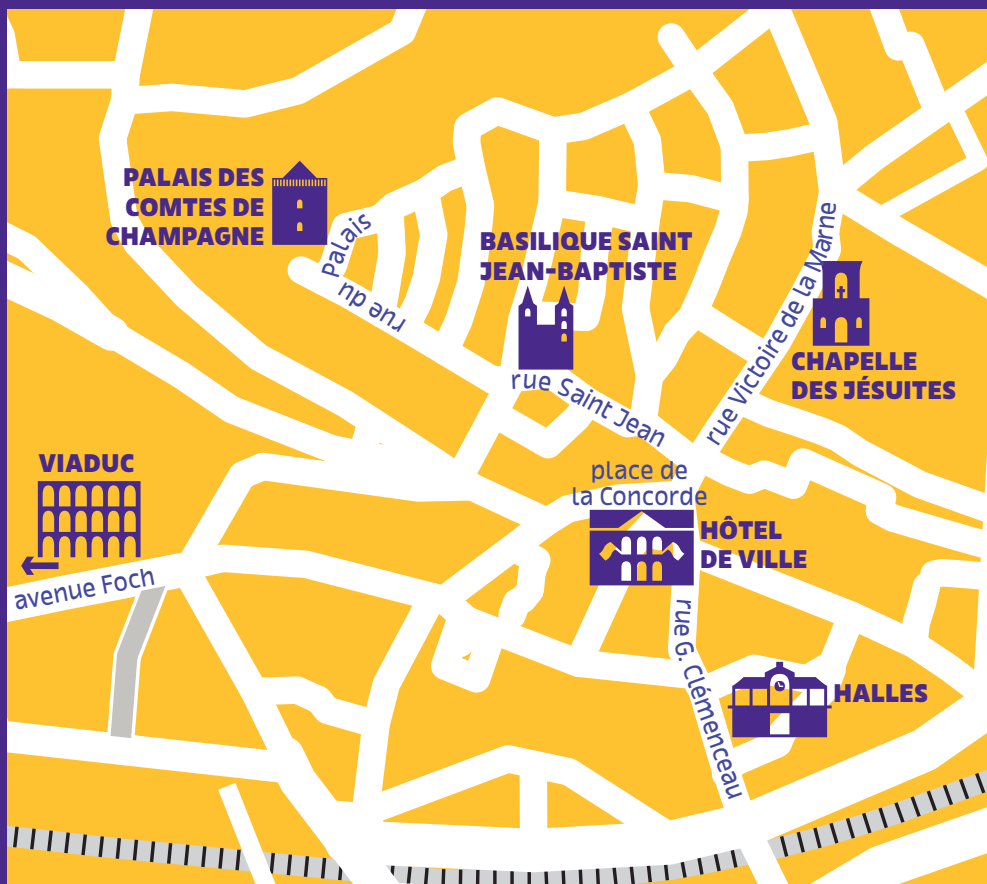 PALAIS DES
COMTES DE
CHAMPAGNE
rue du
Palais
BASILIQUE SAINT
JEAN-BAPTISTE
rue Saint Jean
rue Victoire de la Marne
CHAPELLE
DES JÉSUITES
VIADUC
avenue Foch
place de
la Concorde
HÔTEL
DE VILLE
rue G. Clémenceau
HALLES